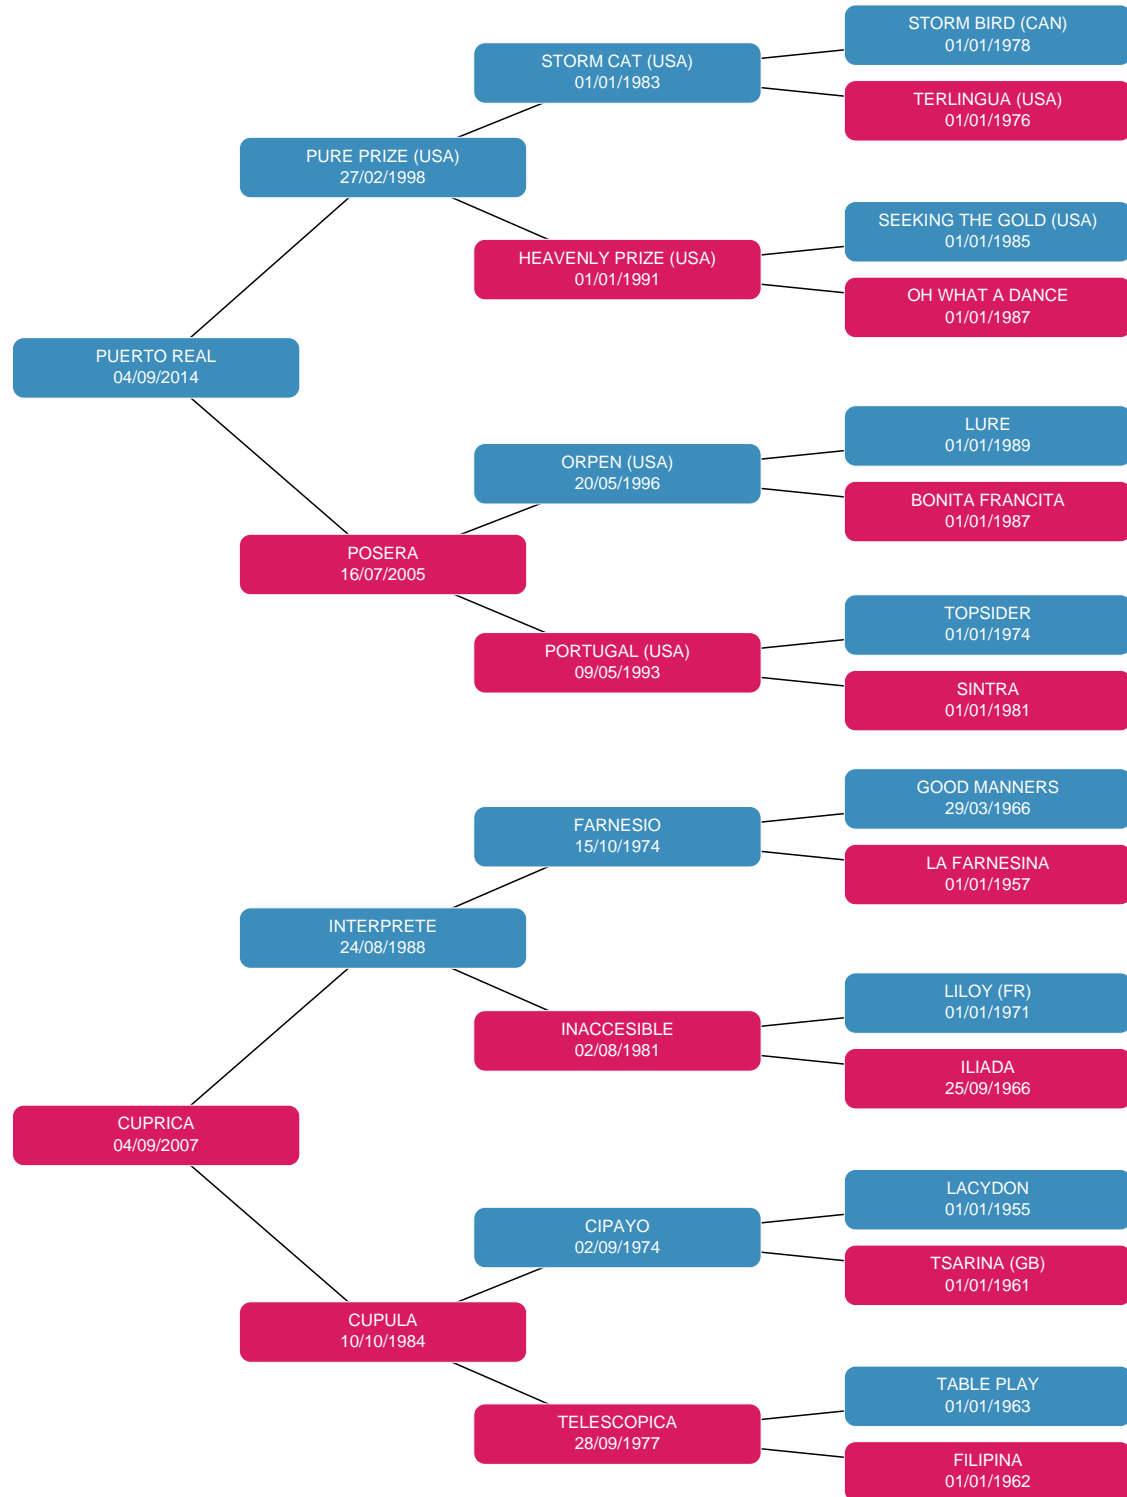 STORM BIRD (CAN)
01/01/1978
STORM CAT (USA)
01/01/1983
TERLINGUA (USA)
01/01/1976
PURE PRIZE (USA)
27/02/1998
SEEKING THE GOLD (USA)
01/01/1985
HEAVENLY PRIZE (USA)
01/01/1991
OH WHAT A DANCE
01/01/1987
PUERTO REAL
04/09/2014
LURE
01/01/1989
ORPEN (USA)
20/05/1996
BONITA FRANCITA
01/01/1987
POSERA
16/07/2005
TOPSIDER
01/01/1974
PORTUGAL (USA)
09/05/1993
SINTRA
01/01/1981
GOOD MANNERS
29/03/1966
FARNESIO
15/10/1974
LA FARNESINA
01/01/1957
INTERPRETE
24/08/1988
LILOY (FR)
01/01/1971
INACCESIBLE
02/08/1981
ILIADA
25/09/1966
CUPRICA
04/09/2007
LACYDON
01/01/1955
CIPAYO
02/09/1974
TSARINA (GB)
01/01/1961
CUPULA
10/10/1984
TABLE PLAY
01/01/1963
TELESCOPICA
28/09/1977
FILIPINA
01/01/1962